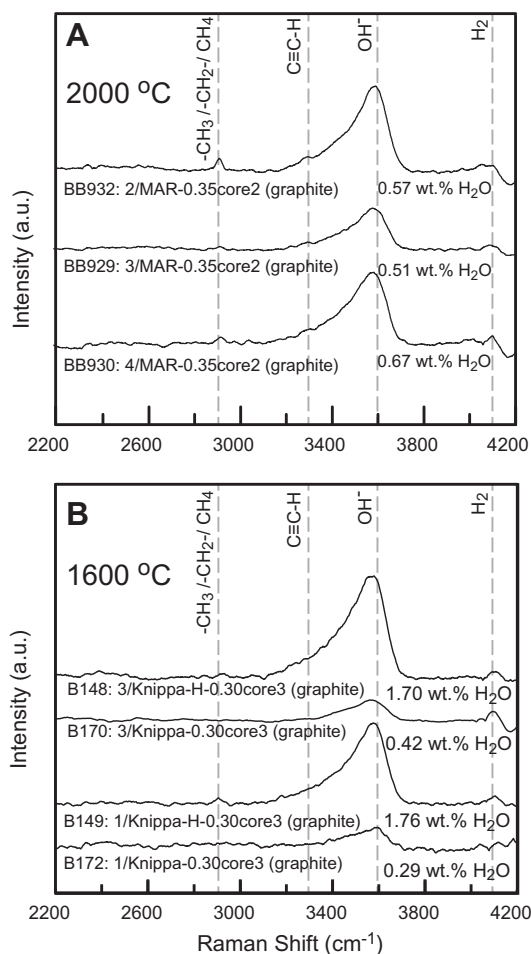 A
2000 °C
-CH3 /-CH2-/ CH4
C≡C-H
OH⁻
H2
BB932: 2/MAR-0.35core2 (graphite)
0.57 wt.% H2O
BB929: 3/MAR-0.35core2 (graphite)
0.51 wt.% H2O
BB930: 4/MAR-0.35core2 (graphite)
0.67 wt.% H2O
Intensity (a.u.)
2200 2600 3000 3400 3800 4200
B
1600 °C
-CH3 /-CH2-/ CH4
C≡C-H
OH⁻
H2
B148: 3/Knippa-H-0.30core3 (graphite)
1.70 wt.% H2O
B170: 3/Knippa-0.30core3 (graphite)
0.42 wt.% H2O
B149: 1/Knippa-H-0.30core3 (graphite)
1.76 wt.% H2O
B172: 1/Knippa-0.30core3 (graphite)
0.29 wt.% H2O
Intensity (a.u.)
2200 2600 3000 3400 3800 4200
Raman Shift (cm⁻¹)